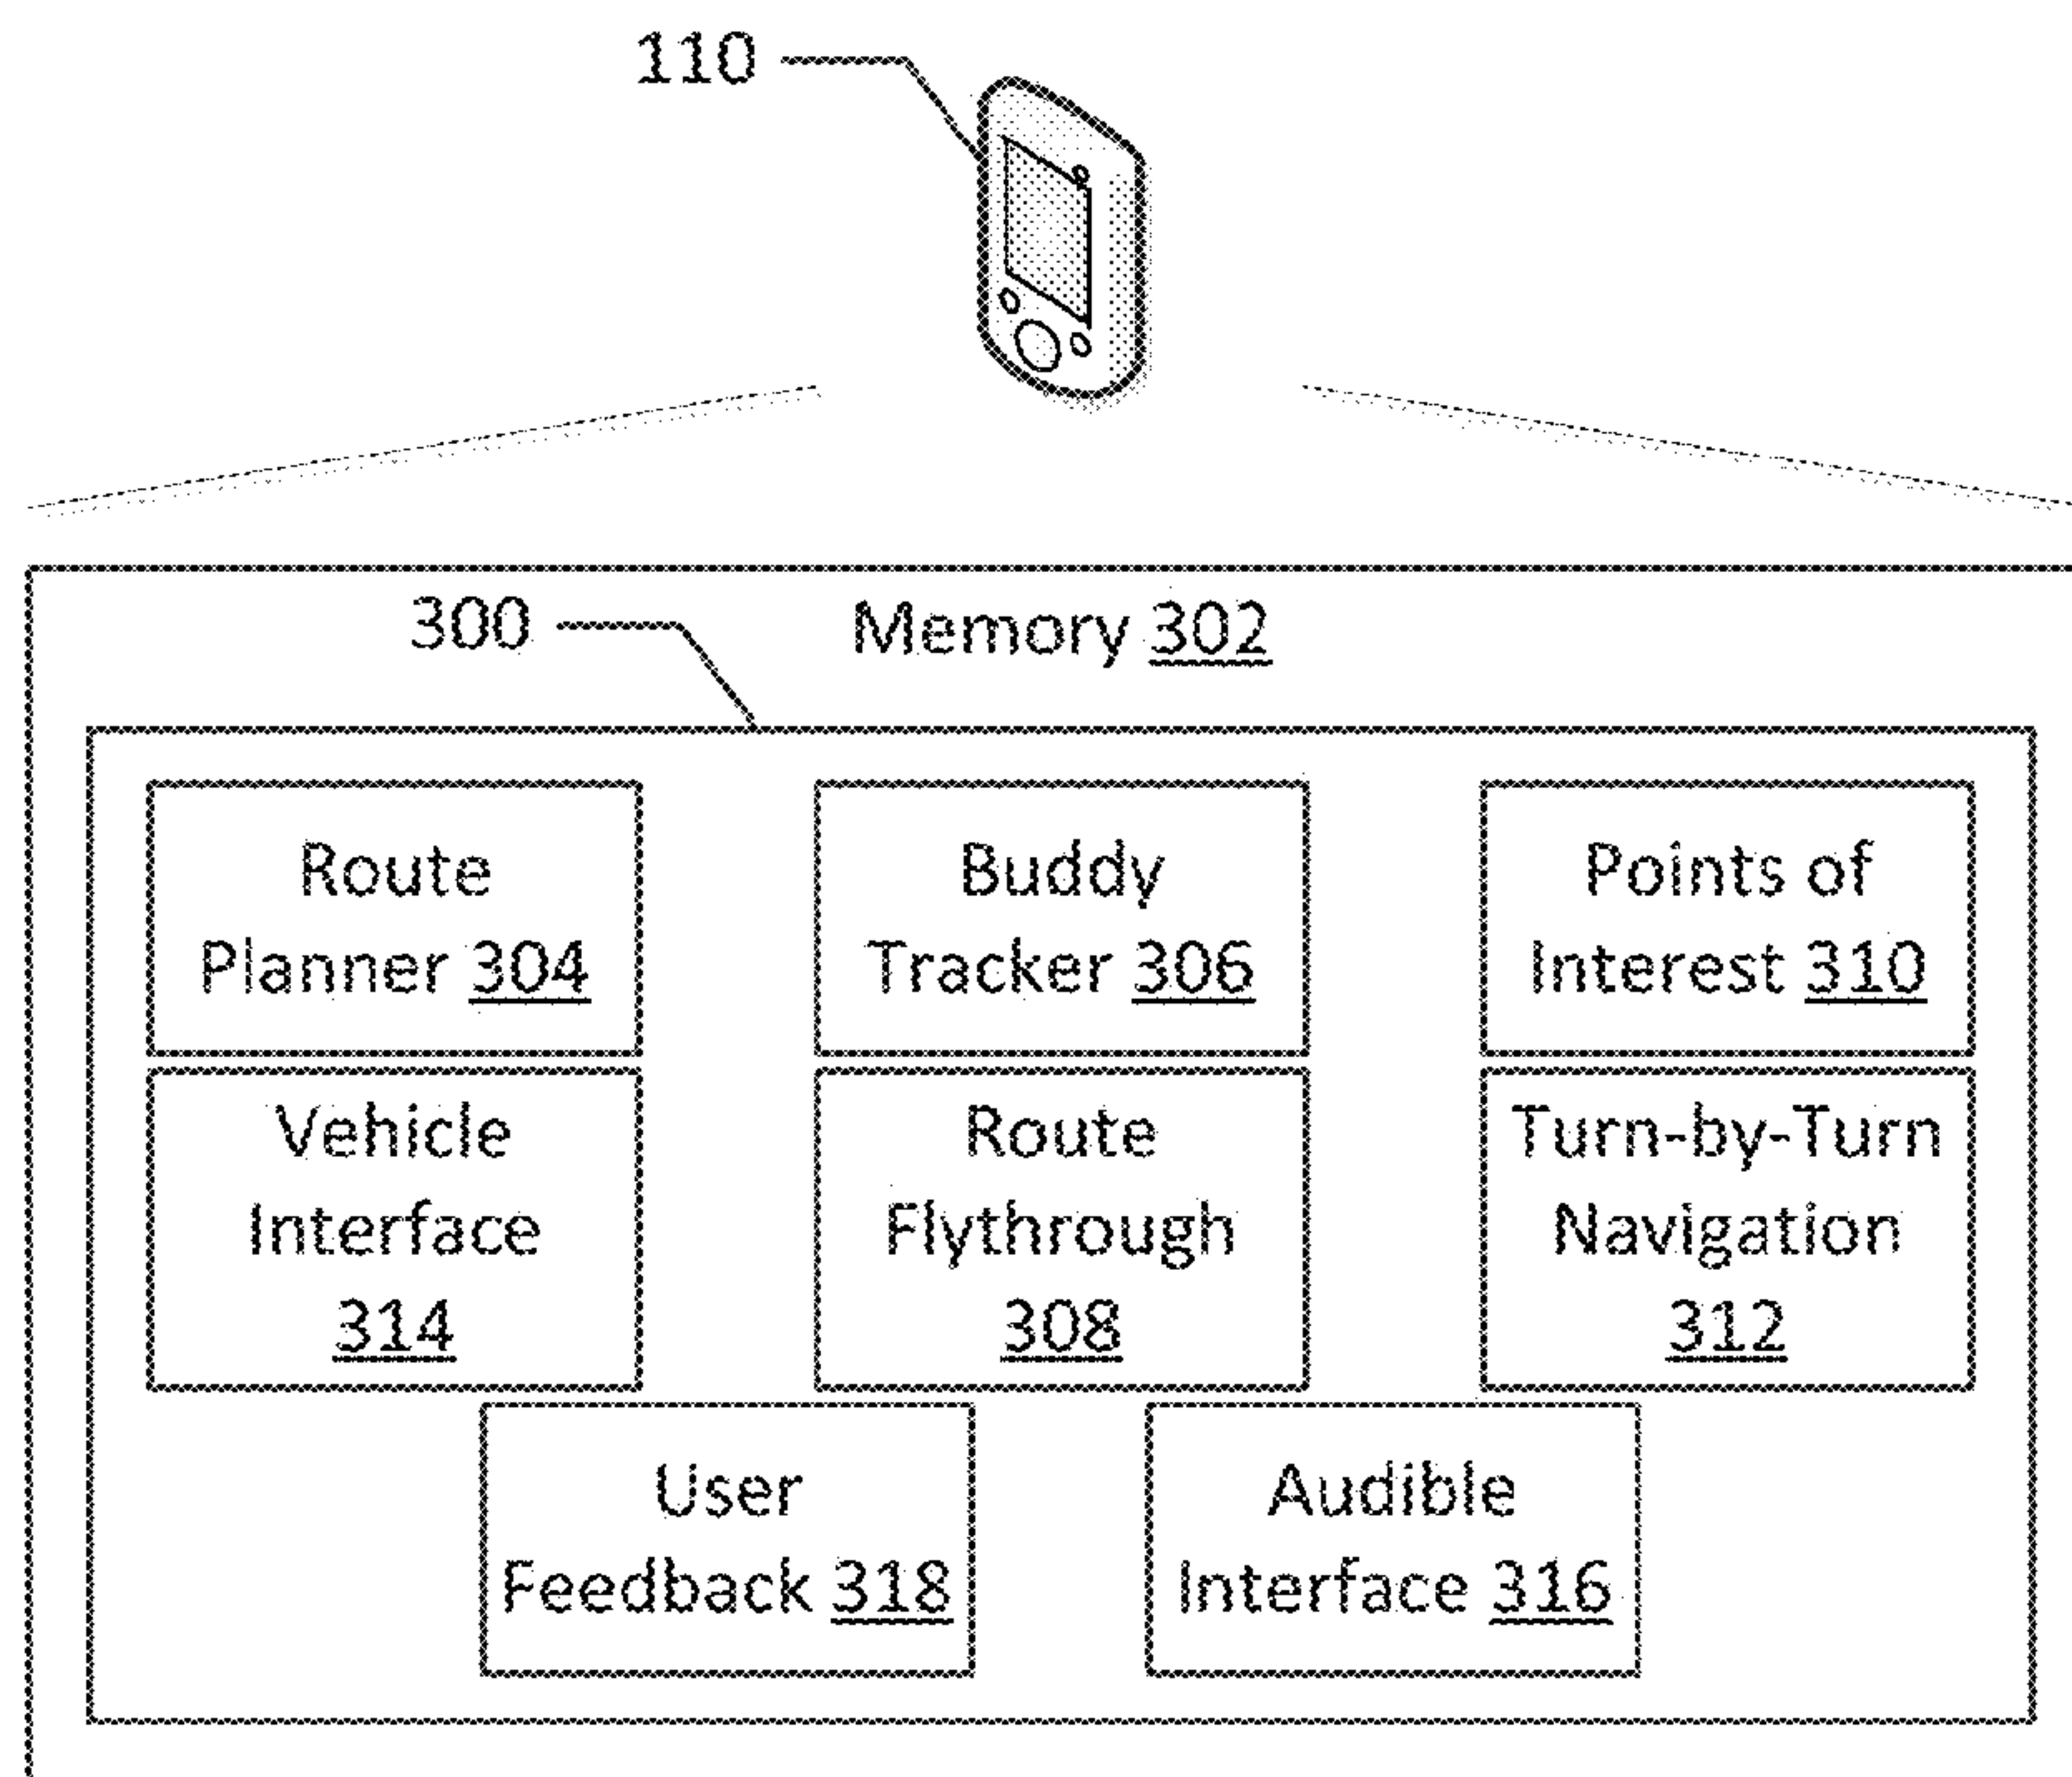 110
300
Memory 302
Route
Planner 304
Buddy
Tracker 306
Points of
Interest 310
Vehicle
Interface
314
Route
Flythrough
308
Turn-by-Turn
Navigation
312
User
Feedback 318
Audible
Interface 316